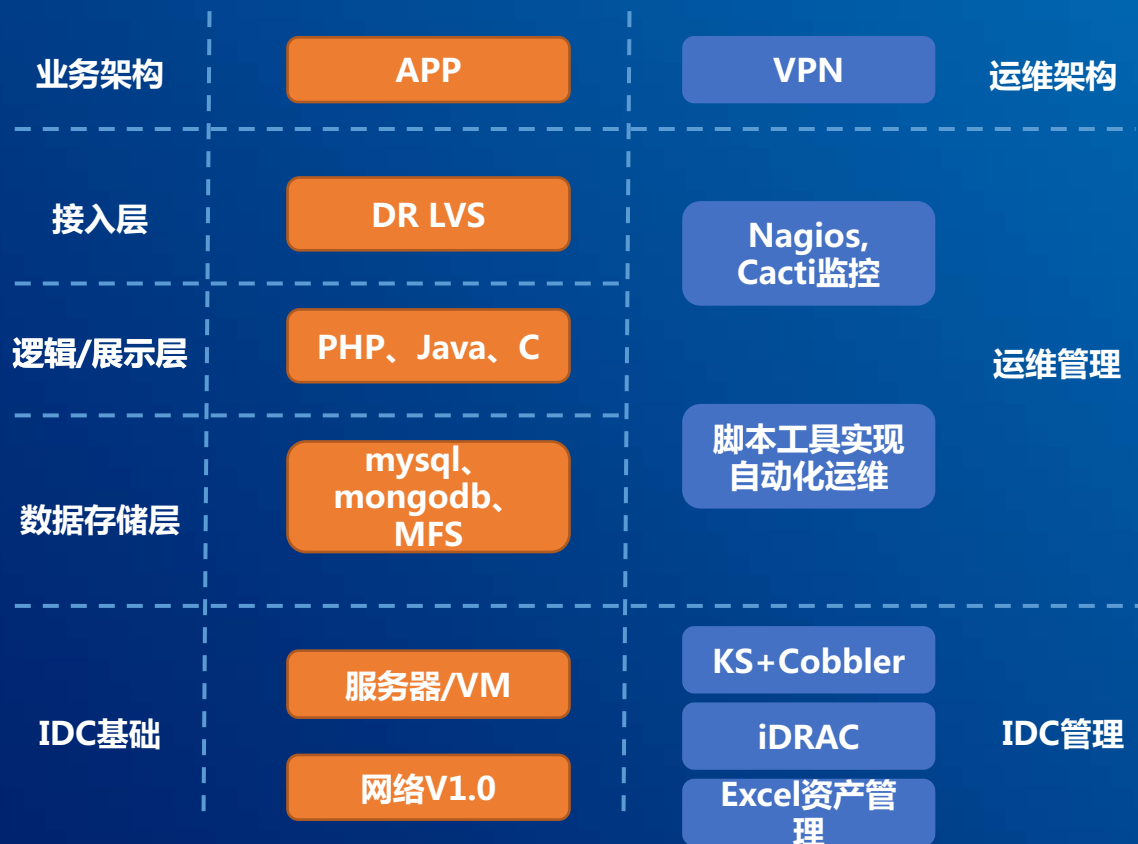 业务架构
APP
VPN
运维架构
接入层
DR LVS
Nagios,
Cacti监控
逻辑/展示层
PHP、Java、C
运维管理
脚本工具实现
自动化运维
数据存储层
mysql、
mongodb、
MFS
IDC基础
服务器/VM
网络V1.0
KS+Cobbler
iDRAC
Excel资产管
理
IDC管理